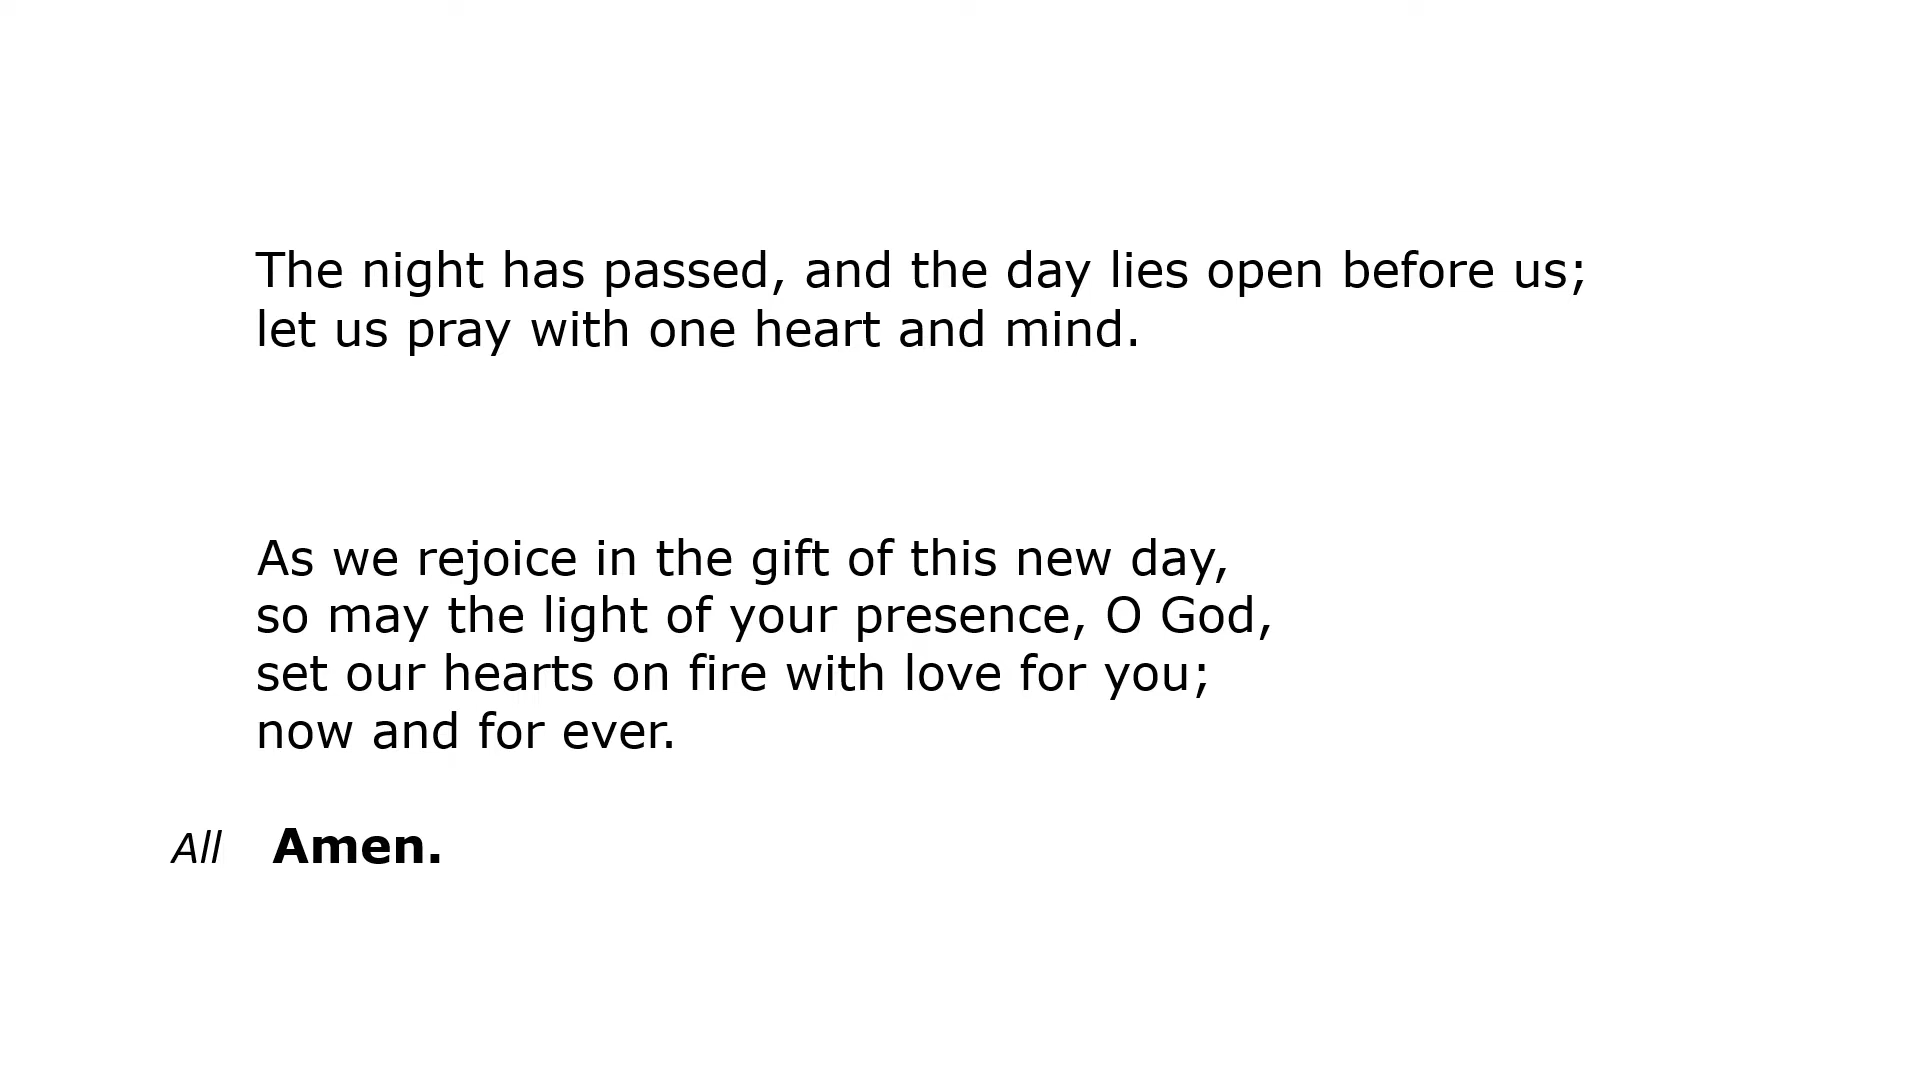 The night has passed, and the day lies open before us;
let us pray with one heart and mind.
As we rejoice in the gift of this new day,
so may the light of your presence, O God,
set our hearts on fire with love for you;
now and for ever.
All Amen.